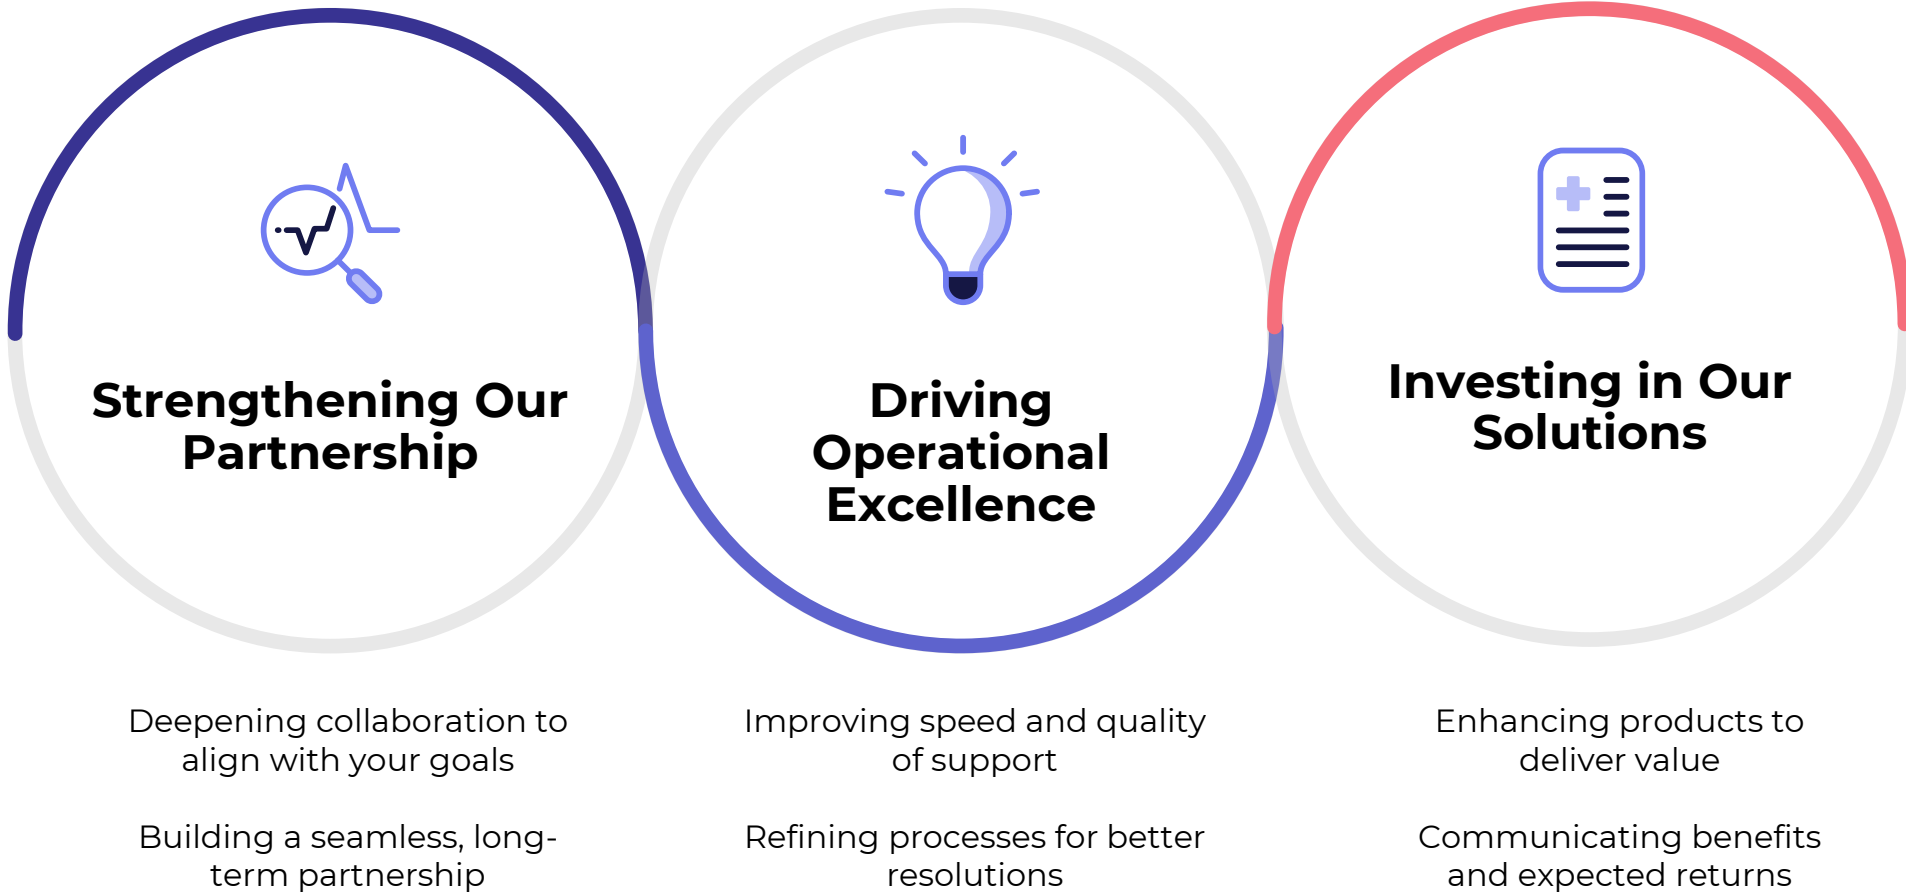 Strengthening Our
Partnership
Driving
Operational
Excellence
Investing in Our
Solutions
Deepening collaboration to
align with your goals
Building a seamless, long-
term partnership
Improving speed and quality
of support
Refining processes for better
resolutions
Enhancing products to
deliver value
Communicating benefits
and expected returns